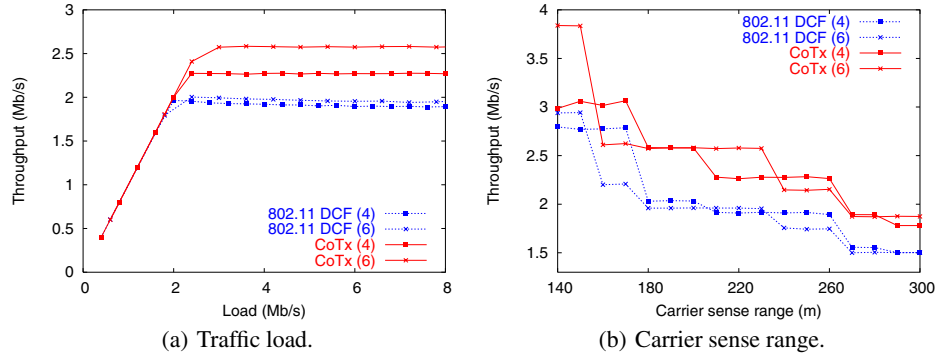 3
2.5
2
1.5
1
0.5
0
Throughput (Mb/s)
802.11 DCF (4)
802.11 DCF (6)
CoTx (4)
CoTx (6)
0 2 4 6 8
Load (Mb/s)
(a) Traffic load.
4
3.5
3
2.5
2
1.5
Throughput (Mb/s)
802.11 DCF (4)
802.11 DCF (6)
CoTx (4)
CoTx (6)
140 180 220 260 300
Carrier sense range (m)
(b) Carrier sense range.